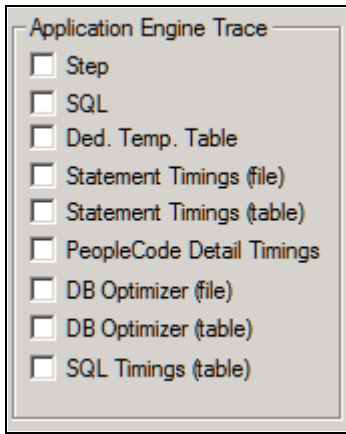 Application Engine Trace
Step
SQL
Ded. Temp. Table
Statement Timings (file)
Statement Timings (table)
PeopleCode Detail Timings
DB Optimizer (file)
DB Optimizer (table)
SQL Timings (table)